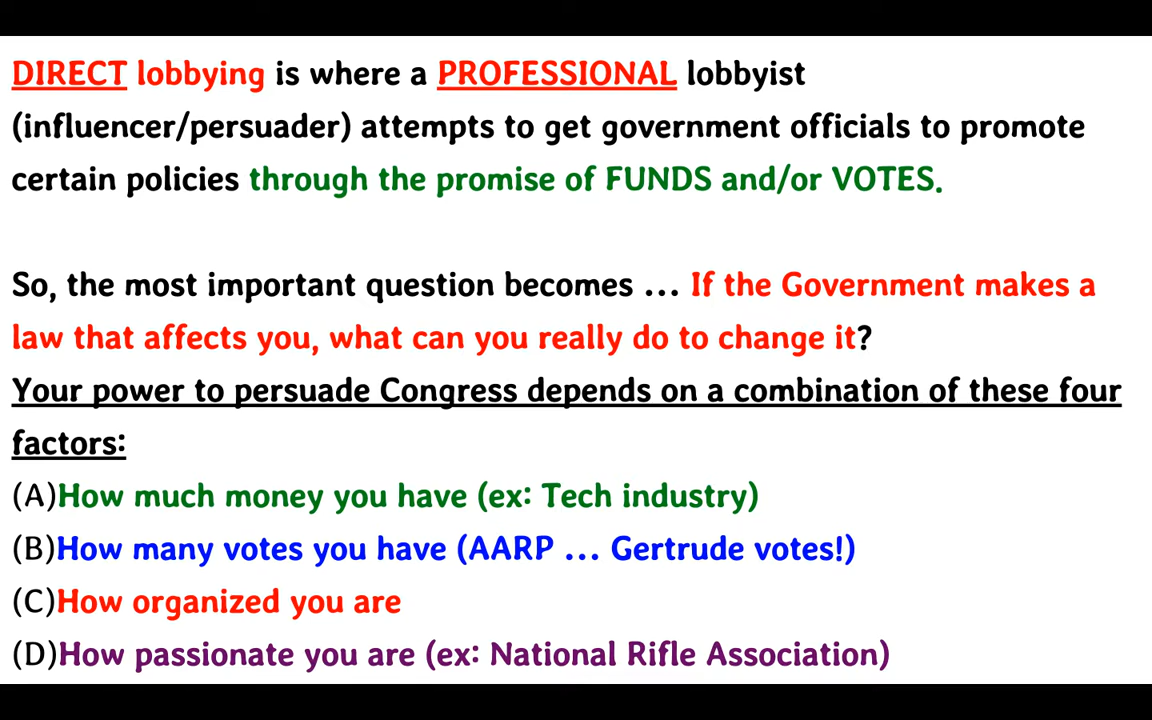 DIRECT lobbying is where a PROFESSIONAL lobbyist
(influencer/persuader) attempts to get government officials to promote
certain policies through the promise of FUNDS and/or VOTES.
So, the most important question becomes ... If the Government makes a
law that affects you, what can you really do to change it?
Your power to persuade Congress depends on a combination of these four
factors:
(A)How much money you have (ex: Tech industry)
(B)How many votes you have (AARP ... Gertrude votes!)
(C)How organized you are
(D)How passionate you are (ex: National Rifle Association)